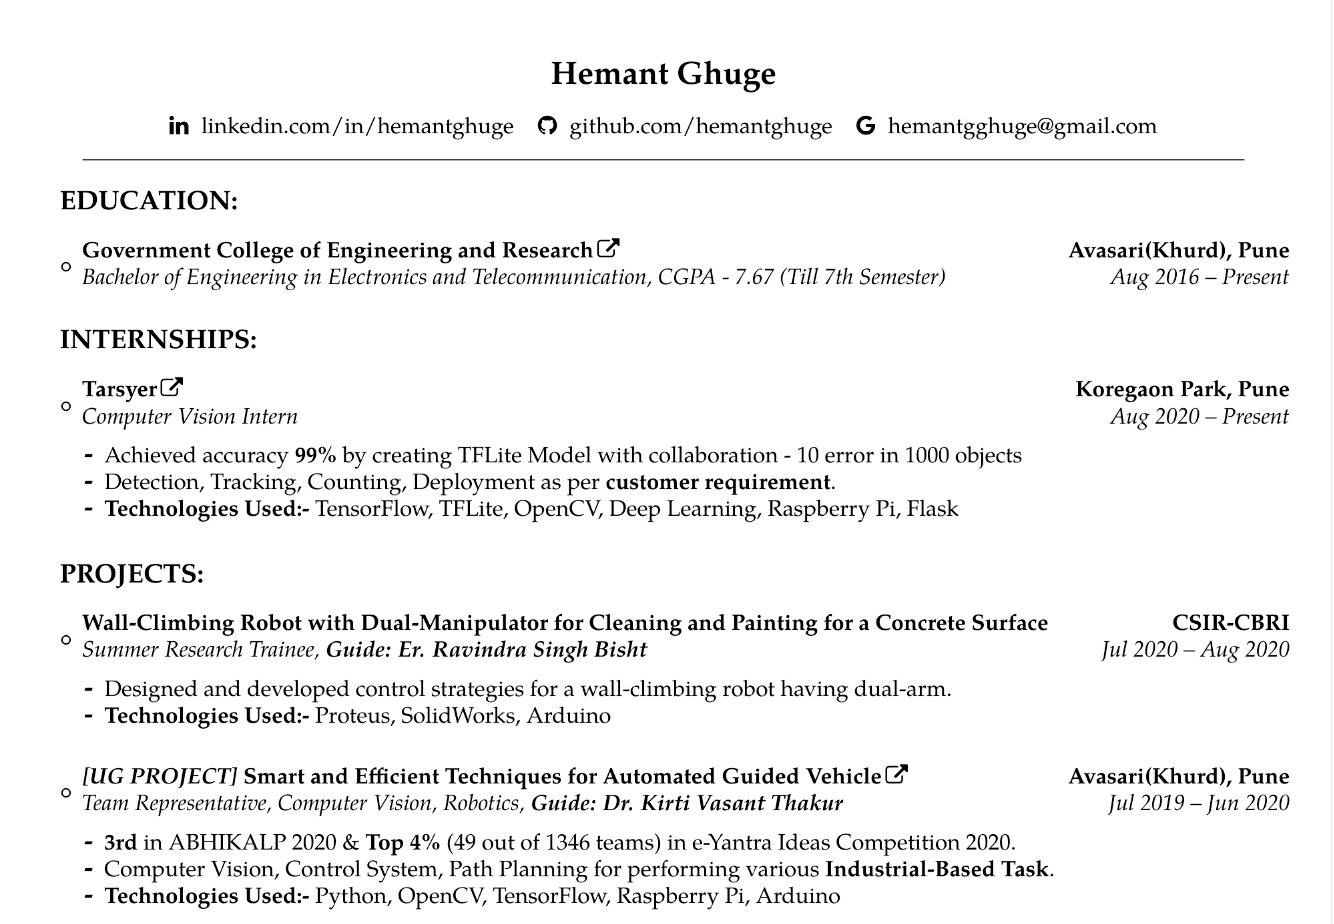 Hemant Ghuge
linkedin.com/in/hemantghuge github.com/hemantghuge hemantgghuge@gmail.com
EDUCATION:
Government College of Engineering and Research Avasari(Khurd), Pune
Bachelor of Engineering in Electronics and Telecommunication, CGPA - 7.67 (Till 7th Semester) Aug 2016 – Present
INTERNSHIPS:
Tarsyer Koregaon Park, Pune
Computer Vision Intern Aug 2020 – Present
- Achieved accuracy 99% by creating TFLite Model with collaboration - 10 error in 1000 objects
- Detection, Tracking, Counting, Deployment as per customer requirement.
- Technologies Used:- TensorFlow, TFLite, OpenCV, Deep Learning, Raspberry Pi, Flask
PROJECTS:
Wall-Climbing Robot with Dual-Manipulator for Cleaning and Painting for a Concrete Surface CSIR-CBRI
Summer Research Trainee, Guide: Er. Ravindra Singh Bisht Jul 2020 – Aug 2020
- Designed and developed control strategies for a wall-climbing robot having dual-arm.
- Technologies Used:- Proteus, SolidWorks, Arduino
[UG PROJECT] Smart and Efficient Techniques for Automated Guided Vehicle Avasari(Khurd), Pune
Team Representative, Computer Vision, Robotics, Guide: Dr. Kirti Vasant Thakur Jul 2019 – Jun 2020
- 3rd in ABHIKALP 2020 & Top 4% (49 out of 1346 teams) in e-Yantra Ideas Competition 2020.
- Computer Vision, Control System, Path Planning for performing various Industrial-Based Task.
- Technologies Used:- Python, OpenCV, TensorFlow, Raspberry Pi, Arduino